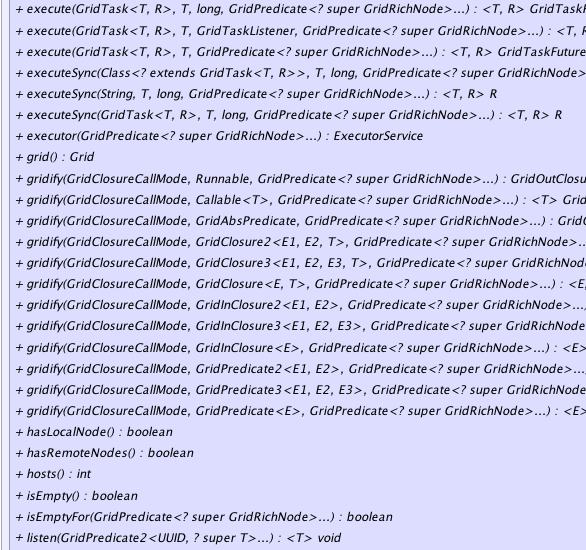 + execute(GridTask<T, R>, T, long, GridPredicate<? super GridRichNode>...) : <T, R> GridTaskF
+ execute(GridTask<T, R>, T, GridTaskListener, GridPredicate<? super GridRichNode>...) : <T, R
+ execute(GridTask<T, R>, T, GridPredicate<? super GridRichNode>...) : <T, R> GridTaskFuture
+ executeSync(Class<? extends GridTask<T, R>>, T, long, GridPredicate<? super GridRichNode
+ executeSync(String, T, long, GridPredicate<? super GridRichNode>...) : <T, R> R
+ executeSync(GridTask<T, R>, T, long, GridPredicate<? super GridRichNode>...) : <T, R> R
+ executor(GridPredicate<? super GridRichNode>...) : ExecutorService
+ grid() : Grid
+ gridify(GridClosureCallMode, Runnable, GridPredicate<? super GridRichNode>...) : GridOutClosu
+ gridify(GridClosureCallMode, Callable<T>, GridPredicate<? super GridRichNode>...) : <T> Grid
+ gridify(GridClosureCallMode, GridAbsPredicate, GridPredicate<? super GridRichNode>...) : Grid
+ gridify(GridClosureCallMode, GridClosure2<E1, E2, T>, GridPredicate<? super GridRichNode>...
+ gridify(GridClosureCallMode, GridClosure3<E1, E2, E3, T>, GridPredicate<? super GridRichNod
+ gridify(GridClosureCallMode, GridClosure<E, T>, GridPredicate<? super GridRichNode>...) : <E,
+ gridify(GridClosureCallMode, GridInClosure2<E1, E2>, GridPredicate<? super GridRichNode>...)
+ gridify(GridClosureCallMode, GridInClosure3<E1, E2, E3>, GridPredicate<? super GridRichNode
+ gridify(GridClosureCallMode, GridInClosure<E>, GridPredicate<? super GridRichNode>...) : <E>
+ gridify(GridClosureCallMode, GridPredicate2<E1, E2>, GridPredicate<? super GridRichNode>...)
+ gridify(GridClosureCallMode, GridPredicate3<E1, E2, E3>, GridPredicate<? super GridRichNode
+ gridify(GridClosureCallMode, GridPredicate<E>, GridPredicate<? super GridRichNode>...) : <E>
+ hasLocalNode() : boolean
+ hasRemoteNodes() : boolean
+ hosts() : int
+ isEmpty() : boolean
+ isEmptyFor(GridPredicate<? super GridRichNode>...) : boolean
+ listen(GridPredicate2<UUID, ? super T>...) : <T> void